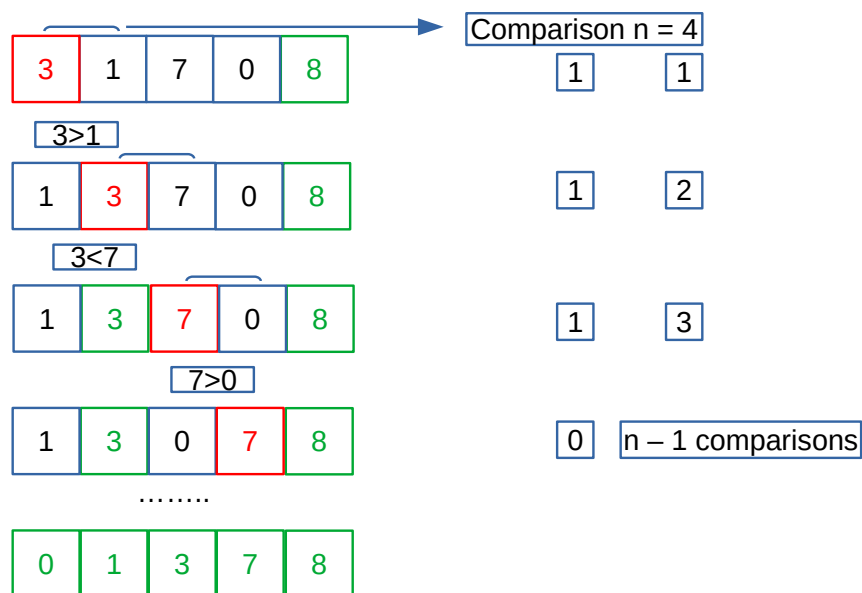 Comparison n = 4
3 1 7 0 8
1 1
3>1
1 3 7 0 8
1 2
3<7
1 3 7 0 8
1 3
7>0
1 3 0 7 8
0 n – 1 comparisons
……..
0 1 3 7 8